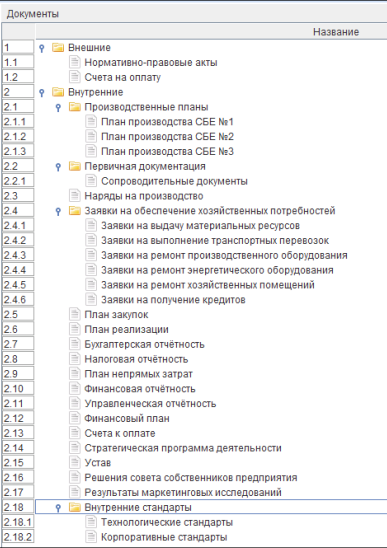 Документы
Название
1 Внешние
1.1 Нормативно-правовые акты
1.2 Счета на оплату
2 Внутренние
2.1 Производственные планы
2.1.1 План производства СБЕ №1
2.1.2 План производства СБЕ №2
2.1.3 План производства СБЕ №3
2.2 Первичная документация
2.2.1 Сопроводительные документы
2.3 Наряды на производство
2.4 Заявки на обеспечение хозяйственных потребностей
2.4.1 Заявки на выдачу материальных ресурсов
2.4.2 Заявки на выполнение транспортных перевозок
2.4.3 Заявки на ремонт производственного оборудования
2.4.4 Заявки на ремонт энергетического оборудования
2.4.5 Заявки на ремонт хозяйственных помещений
2.4.6 Заявки на получение кредитов
2.5 План закупок
2.6 План реализации
2.7 Бухгалтерская отчётность
2.8 Налоговая отчётность
2.9 План непрямых затрат
2.10 Финансовая отчётность
2.11 Управленческая отчётность
2.12 Финансовый план
2.13 Счета к оплате
2.14 Стратегическая программа деятельности
2.15 Устав
2.16 Решения совета собственников предприятия
2.17 Результаты маркетинговых исследований
2.18 Внутренние стандарты
2.18.1 Технологические стандарты
2.18.2 Корпоративные стандарты